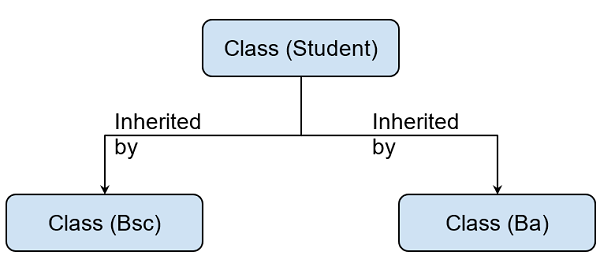 Class (Student)
Inherited
by
Inherited
by
Class (Bsc)
Class (Ba)